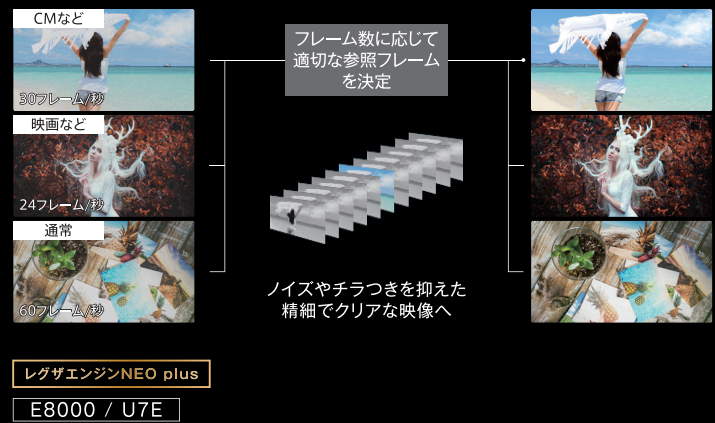 CMなど
30フレーム/秒
映画など
24フレーム/秒
通常
60フレーム/秒
フレーム数に応じて
適切な参照フレーム
を決定
ノイズやチラつきを抑えた
精細でクリアな映像へ
レグザエンジンNEO plus
E8000 / U7E